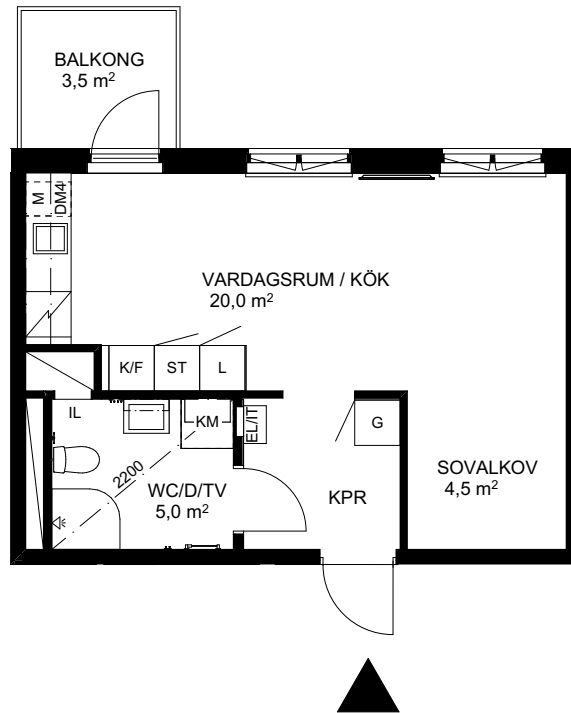 BALKONG
3,5 m²
M
DM4
VARDAGSRUM / KÖK
20,0 m²
K/F
ST
L
IL
KM
EL/IT
G
2200
WC/D/TV
5,0 m²
KPR
SOVALKOV
4,5 m²